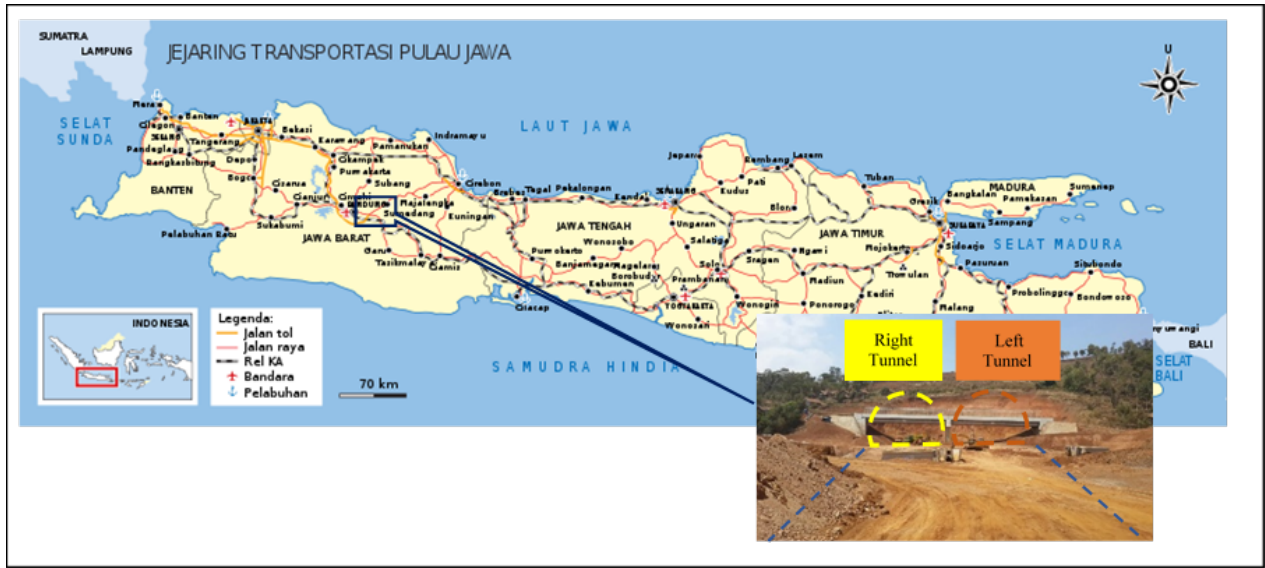 SUMATRA
LAMPUNG
JEJARING TRANSPORTASI PULAU JAWA
U
SELAT
SUNDA
LAUT JAWA
Merak
Cilegon
Banten
Tangerang
Bekasi
Karawang
Pamanukan
Indramayu
Pandeglang
Rangkasbitung
Depok
Bogor
Cikampek
Purwakarta
Subang
Cirebon
BANTEN
Cisarua
Cianjur
Sukabumi
Pelabuhan Ratu
Majalengka
Sumedang
Kuningan
JAWA BARAT
Garut
Ciamis
Brebes
Tegal
Pekalongan
Kendal
Jepara
Kudus
Pati
Rembang
Lasem
Blora
Tuban
Gresik
Bangkalan
MADURA
Sumenep
Pamekasan
Sampang
JAWA TENGAH
Ungaran
Salatiga
Purwokerto
Wonosobo
Banjarnegara
Magelang
Borobudur
Kebumen
Cilacap
Solo
Prambanan
Wonogiri
Wonosari
Sragen
Ngawi
JAWA TIMUR
Mojokerto
Sidoarjo
SELAT MADURA
Trowulan
Pasuruan
Situbondo
Madiun
Ponorogo
Kediri
Malang
Probolinggo
Bondowoso
BALI
SELAT
BALI
SAMUDRA HINDIA
INDONESIA
Legenda:
Jalan tol
Jalan raya
Rel KA
Bandara
Pelabuhan
70 km
Right
Tunnel
Left
Tunnel